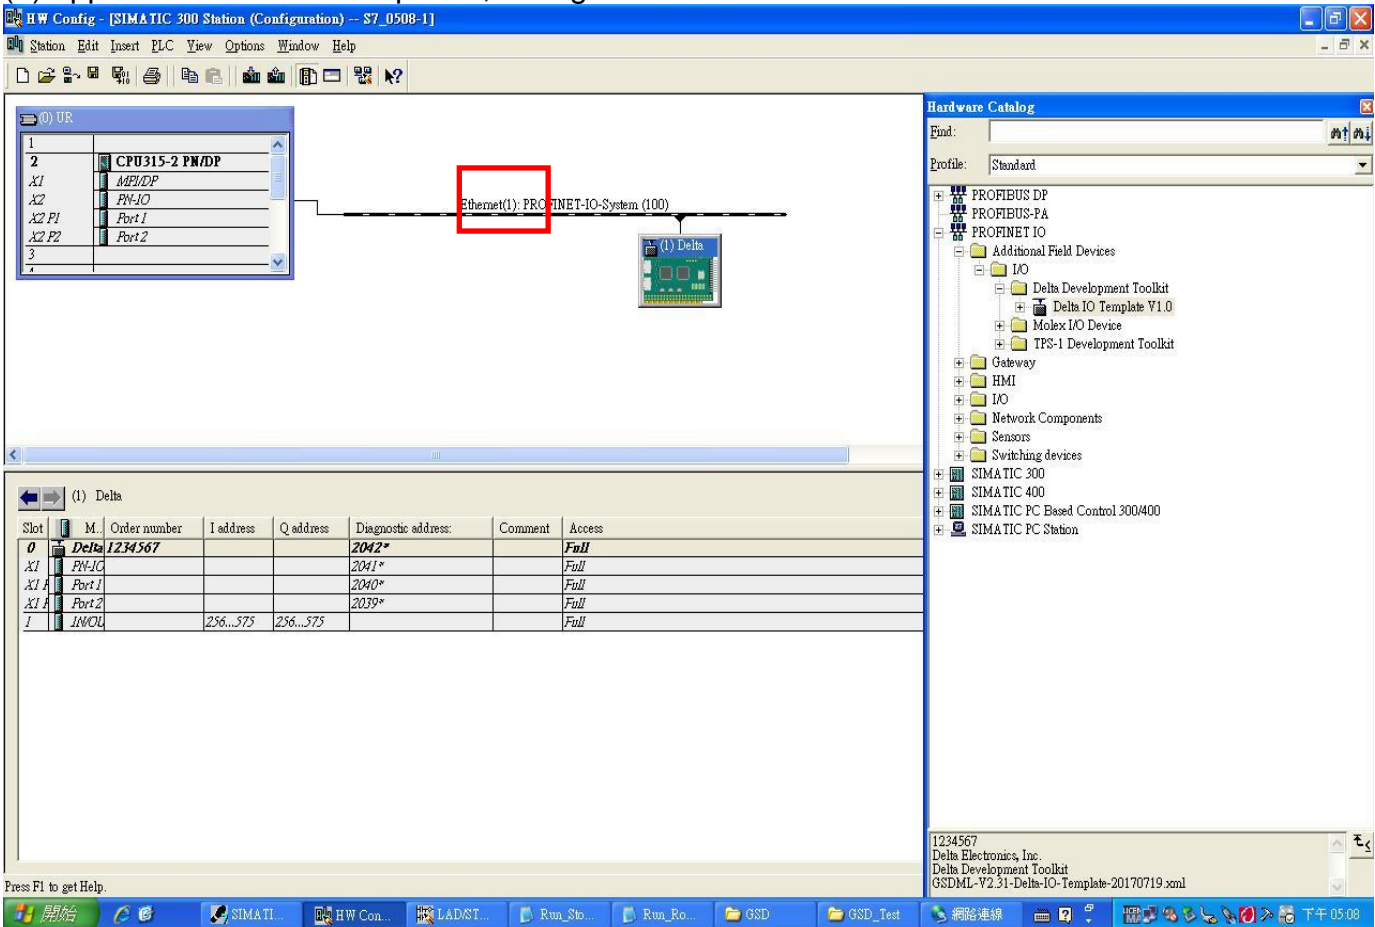 HW Config - [SIMATIC 300 Station (Configuration) -- S7_0508-1]
Station Edit Insert PLC View Options Window Help
(0) UR
1
2 CPU315-2 PN/DP
X1 MPI/DP
X2 PN-IO
X2 P1 Port 1
X2 P2 Port 2
3
Ethernet(1): PROFINET-IO-System (100)
(1) Delta
(1) Delta
Slot M... Order number I address Q address Diagnostic address: Comment Access
0 Delta 1234567 2042* Full
X1 PN-IO 2041* Full
X1 P Port 1 2040* Full
X1 P Port 2 2039* Full
1 IN/OU 256...575 256...575 Full
Press F1 to get Help.
Hardware Catalog
Find:
Profile: Standard
PROFIBUS DP
PROFIBUS-PA
PROFINET IO
Additional Field Devices
I/O
Delta Development Toolkit
Delta IO Template V1.0
Molex I/O Device
TPS-1 Development Toolkit
Gateway
HMI
I/O
Network Components
Sensors
Switching devices
SIMATIC 300
SIMATIC 400
SIMATIC PC Based Control 300/400
SIMATIC PC Station
1234567
Delta Electronics, Inc.
Delta Development Toolkit
GSDML-V2.31-Delta-IO-Template-20170719.xml
開始 SIMATI... HW Con... LAD/ST... Run_Sto... Run_Ro... GSD GSD_Test 網路連線 下午 05:08